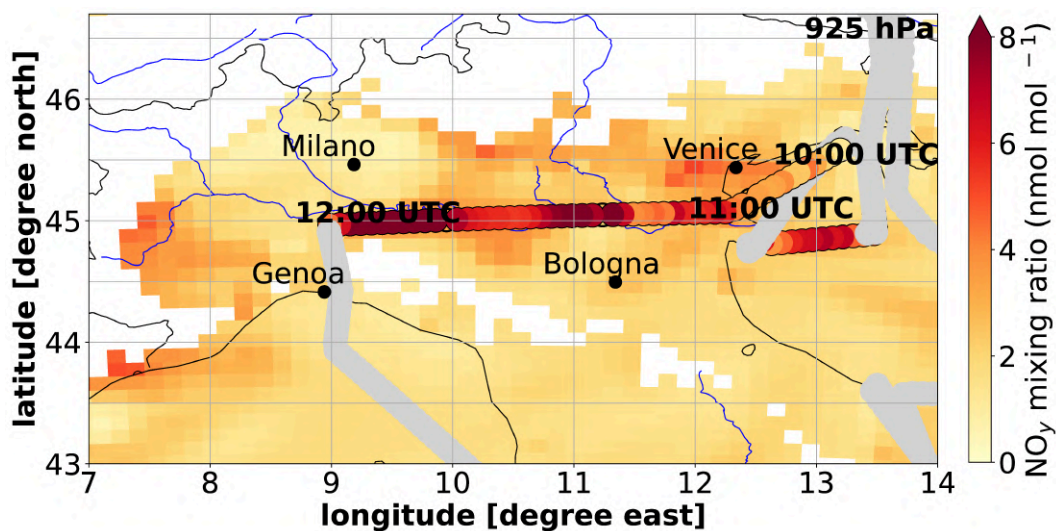 925 hPa
46
45
44
43
latitude [degree north]
Milano
Venice
10:00 UTC
12:00 UTC
11:00 UTC
Genoa
Bologna
7 8 9 10 11 12 13 14
longitude [degree east]
8
6
4
2
0
NOy mixing ratio (nmol mol −1)